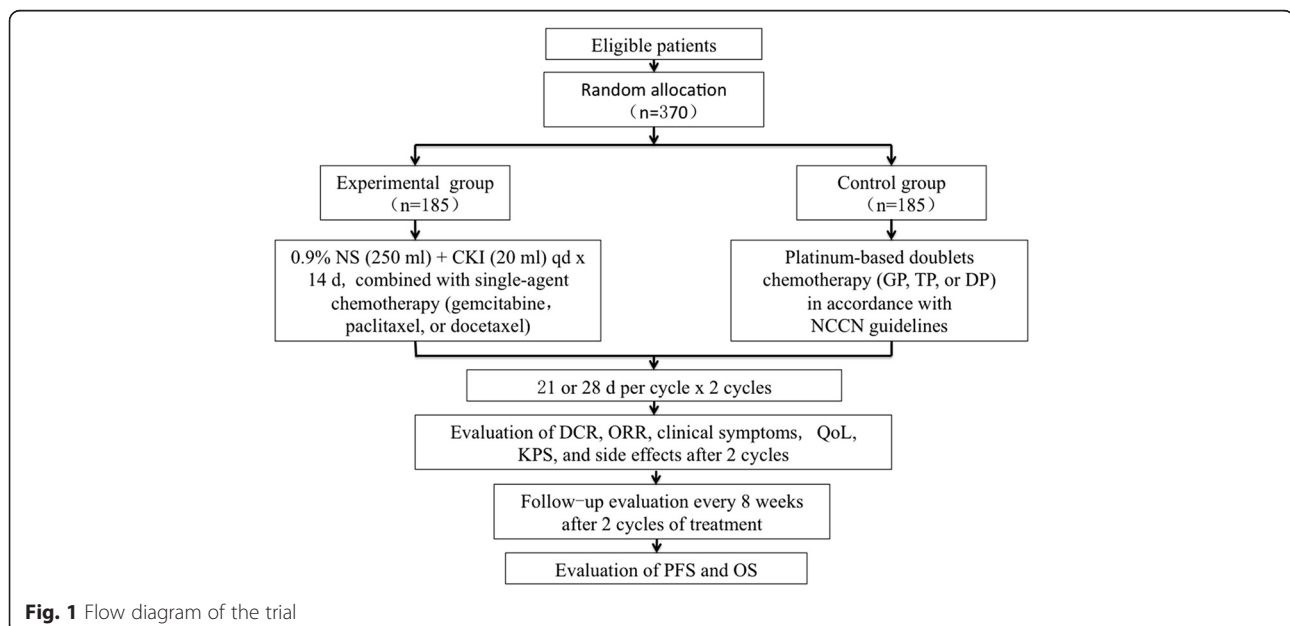 Eligible patients
Random allocation
（n=370）
Experimental group
（n=185）
Control group
（n=185）
0.9% NS (250 ml) + CKI (20 ml) qd x
14 d, combined with single-agent
chemotherapy (gemcitabine，
paclitaxel, or docetaxel)
Platinum-based doublets
chemotherapy (GP, TP, or DP)
in accordance with
NCCN guidelines
21 or 28 d per cycle x 2 cycles
Evaluation of DCR, ORR, clinical symptoms, QoL,
KPS, and side effects after 2 cycles
Follow-up evaluation every 8 weeks
after 2 cycles of treatment
Evaluation of PFS and OS
Fig. 1 Flow diagram of the trial